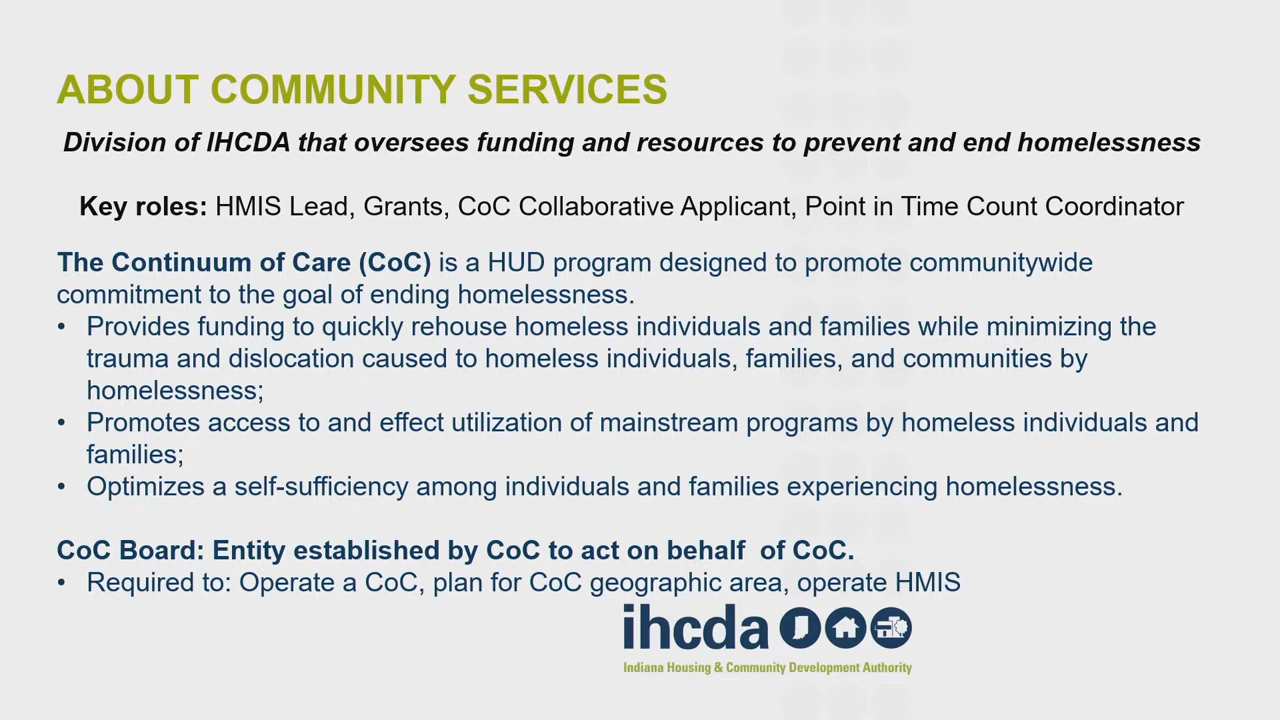 ABOUT COMMUNITY SERVICES
Division of IHCDA that oversees funding and resources to prevent and end homelessness
Key roles: HMIS Lead, Grants, CoC Collaborative Applicant, Point in Time Count Coordinator
The Continuum of Care (CoC) is a HUD program designed to promote communitywide
commitment to the goal of ending homelessness.
• Provides funding to quickly rehouse homeless individuals and families while minimizing the
trauma and dislocation caused to homeless individuals, families, and communities by
homelessness;
• Promotes access to and effect utilization of mainstream programs by homeless individuals and
families;
• Optimizes a self-sufficiency among individuals and families experiencing homelessness.
CoC Board: Entity established by CoC to act on behalf of CoC.
• Required to: Operate a CoC, plan for CoC geographic area, operate HMIS
ihcda
Indiana Housing & Community Development Authority